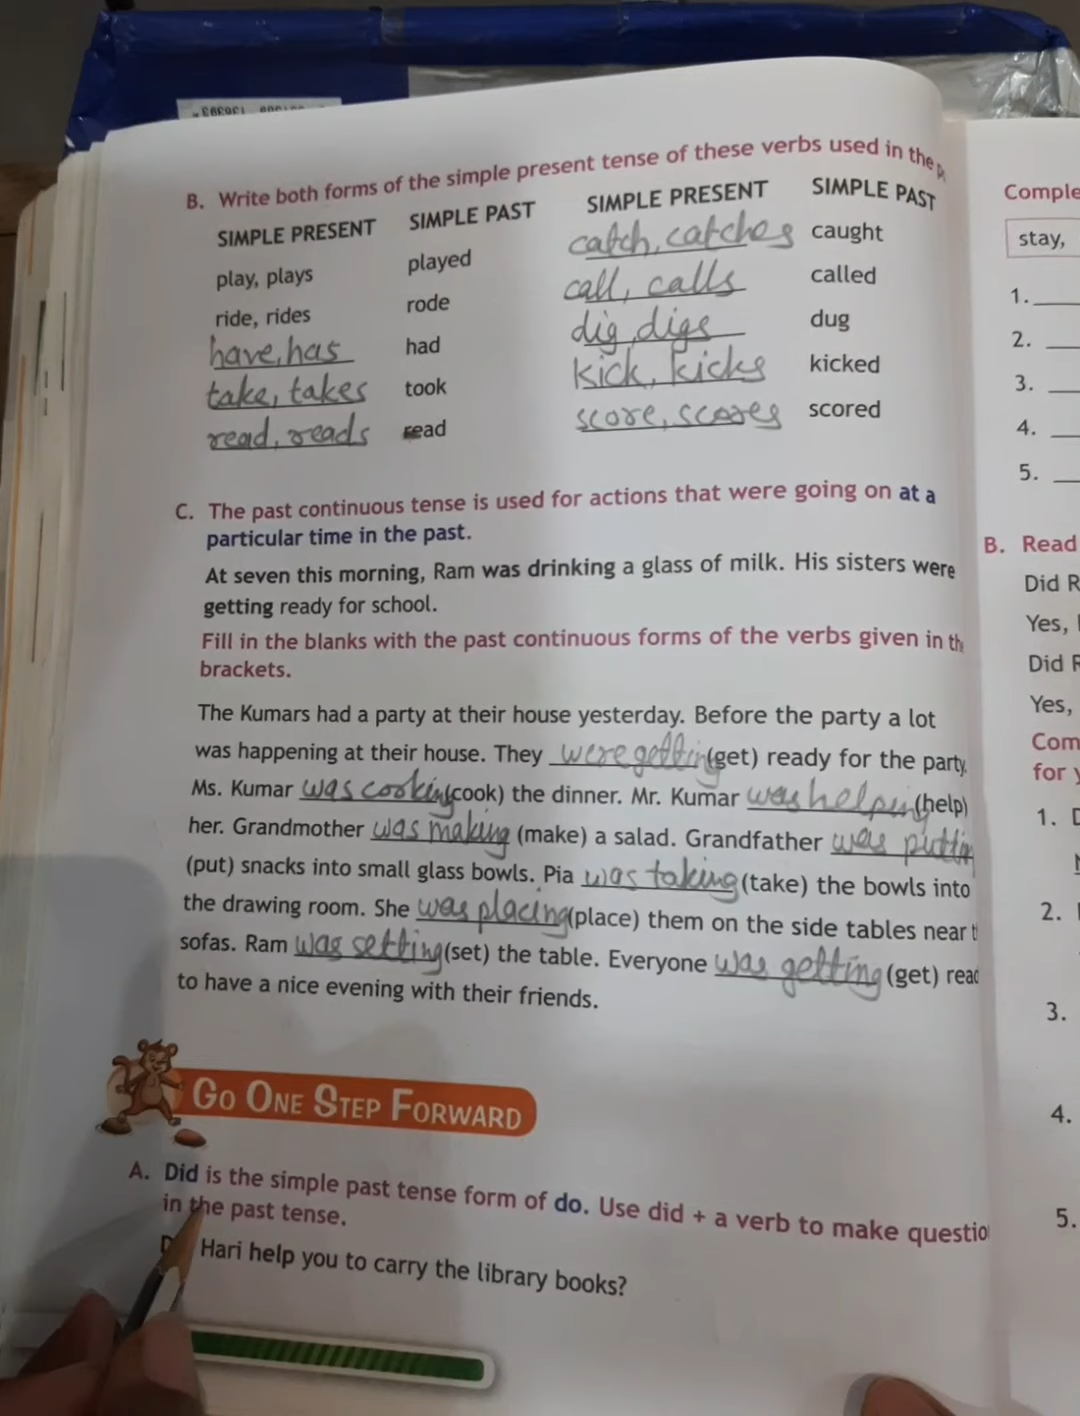 B. Write both forms of the simple present tense of these verbs used in the
SIMPLE PRESENT SIMPLE PAST SIMPLE PRESENT SIMPLE PAST
play, plays played catch, catches caught
ride, rides rode call, calls called
have, has had dig, digs dug
take, takes took kick, kicks kicked
read, reads read score, scores scored
C. The past continuous tense is used for actions that were going on at a
particular time in the past.
At seven this morning, Ram was drinking a glass of milk. His sisters were
getting ready for school.
Fill in the blanks with the past continuous forms of the verbs given in the
brackets.
The Kumars had a party at their house yesterday. Before the party a lot
was happening at their house. They were getting (get) ready for the party.
Ms. Kumar was cooking (cook) the dinner. Mr. Kumar was helping (help)
her. Grandmother was making (make) a salad. Grandfather was puttin
(put) snacks into small glass bowls. Pia was taking (take) the bowls into
the drawing room. She was placing (place) them on the side tables near t
sofas. Ram was setting (set) the table. Everyone was getting (get) read
to have a nice evening with their friends.
GO ONE STEP FORWARD
A. Did is the simple past tense form of do. Use did + a verb to make questio
in the past tense.
Hari help you to carry the library books?
Comple
stay,
1.
2.
3.
4.
5.
B. Read
Did R
Yes,
Did R
Yes,
Com
for y
1.
2.
3.
4.
5.